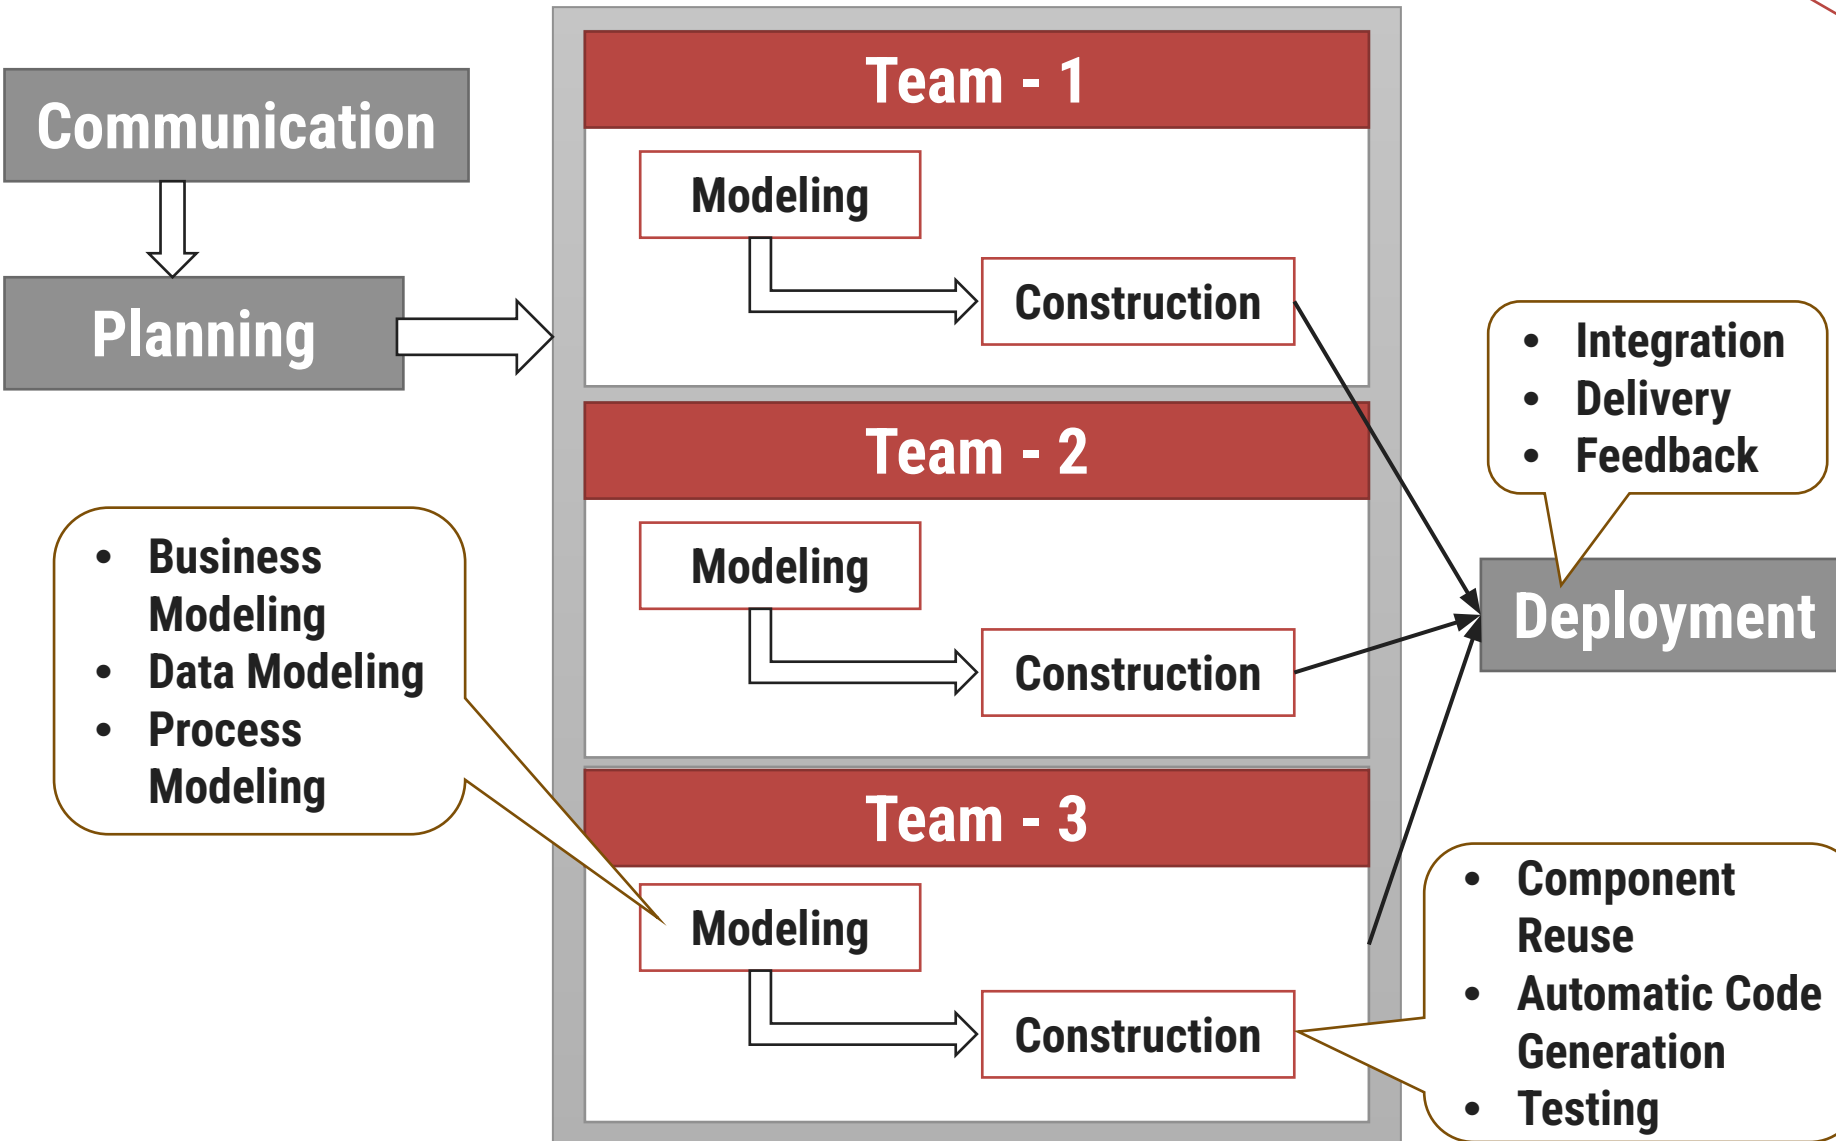 Communication
Planning
Team - 1
Modeling
Construction
Team - 2
Modeling
Construction
Team - 3
Modeling
Construction
• Business
Modeling
• Data Modeling
• Process
Modeling
• Integration
• Delivery
• Feedback
Deployment
• Component
Reuse
• Automatic Code
Generation
• Testing